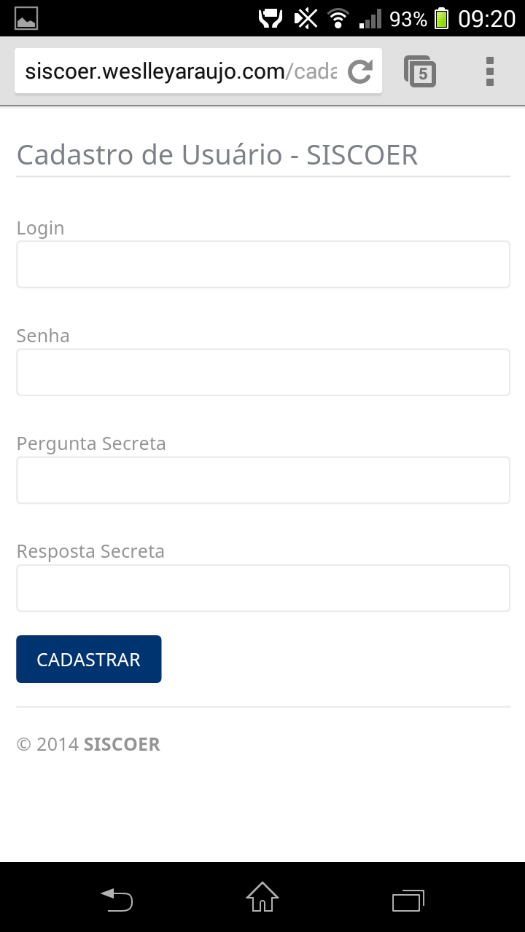 93% 09:20
siscoer.weslleyaraujo.com/cada
5
Cadastro de Usuário - SISCOER
Login
Senha
Pergunta Secreta
Resposta Secreta
CADASTRAR
© 2014 SISCOER